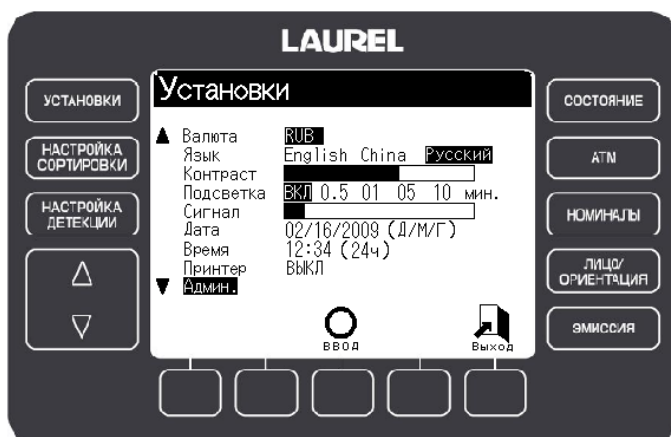 LAUREL
УСТАНОВКИ
НАСТРОЙКА
СОРТИРОВКИ
НАСТРОЙКА
ДЕТЕКЦИИ
Установки
Валюта RUB
Язык English China Русский
Контраст
Подсветка ВКЛ 0.5 01 05 10 мин.
Сигнал
Дата 02/16/2009 (Д/М/Г)
Время 12:34 (24ч)
Принтер ВЫКЛ
Админ.
ВВОД
Выход
СОСТОЯНИЕ
ATM
НОМИНАЛЫ
ЛИЦО/
ОРИЕНТАЦИЯ
ЭМИССИЯ